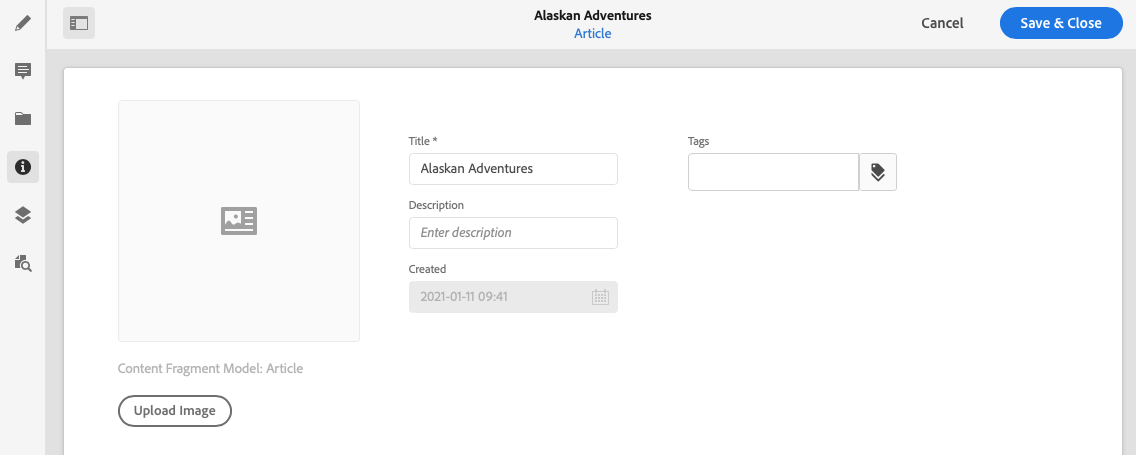 Alaskan Adventures
Article
Cancel
Save & Close
Title *
Alaskan Adventures
Description
Enter description
Created
2021-01-11 09:41
Tags
Content Fragment Model: Article
Upload Image